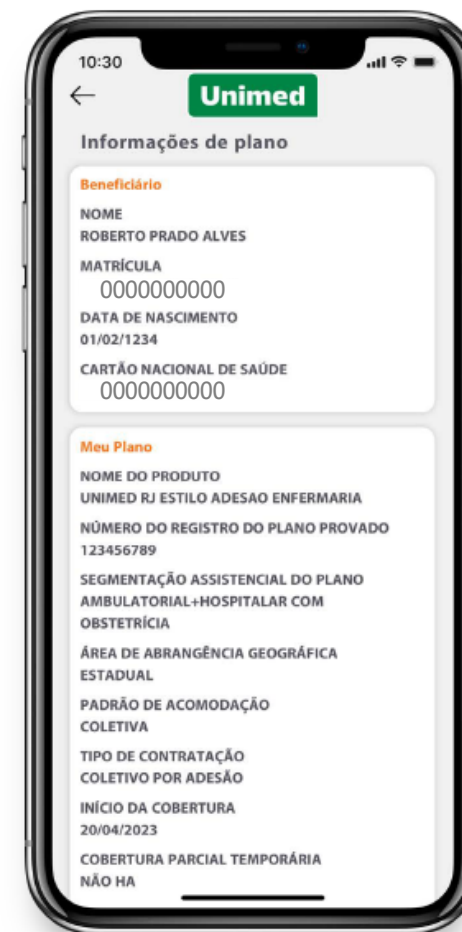 10:30
Unimed
Informações de plano
Beneficiário
NOME
ROBERTO PRADO ALVES
MATRÍCULA
0000000000
DATA DE NASCIMENTO
01/02/1234
CARTÃO NACIONAL DE SAÚDE
0000000000
Meu Plano
NOME DO PRODUTO
UNIMED RJ ESTILO ADESAO ENFERMARIA
NÚMERO DO REGISTRO DO PLANO PROVADO
123456789
SEGMENTAÇÃO ASSISTENCIAL DO PLANO
AMBULATORIAL+HOSPITALAR COM
OBSTETRÍCIA
ÁREA DE ABRANGÊNCIA GEOGRÁFICA
ESTADUAL
PADRÃO DE ACOMODAÇÃO
COLETIVA
TIPO DE CONTRATAÇÃO
COLETIVO POR ADESÃO
INÍCIO DA COBERTURA
20/04/2023
COBERTURA PARCIAL TEMPORÁRIA
NÃO HA